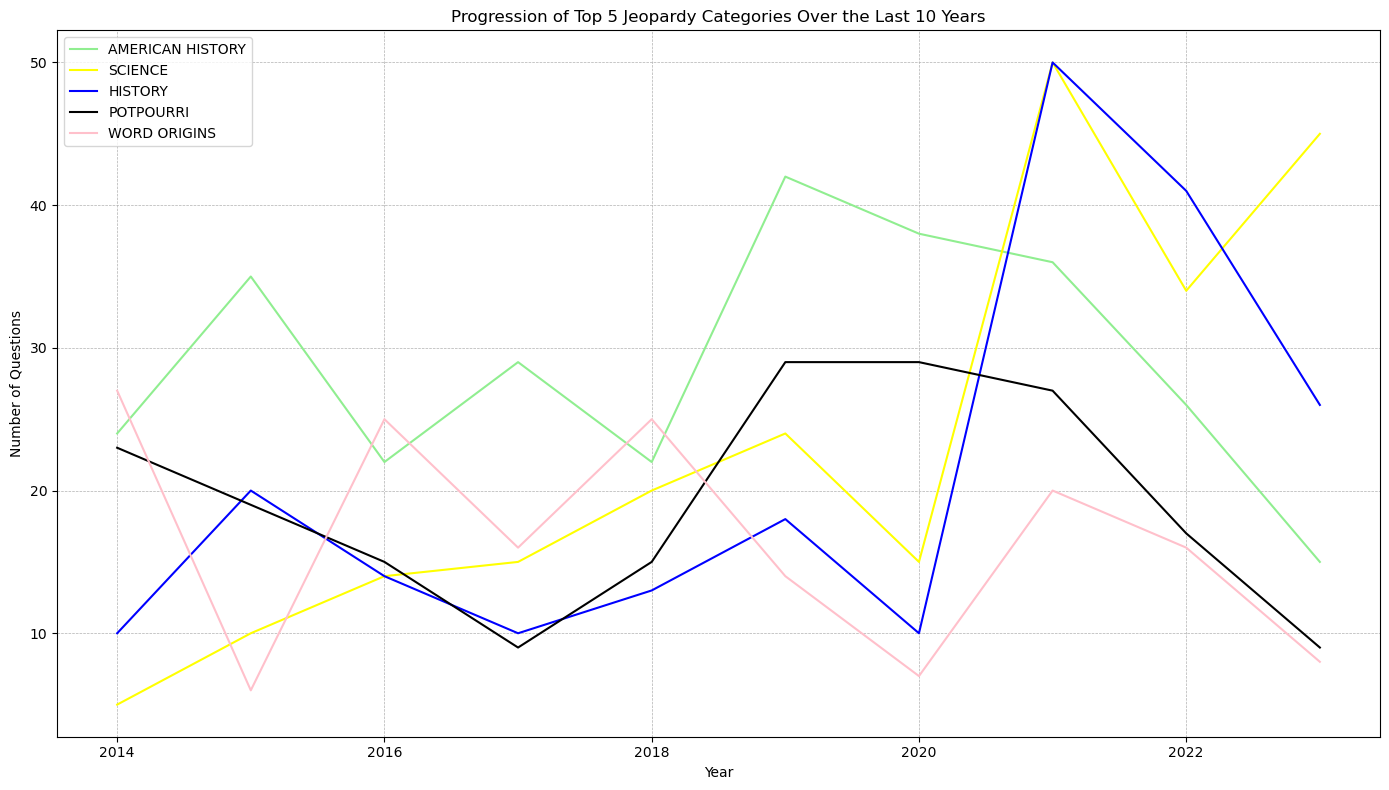 Progression of Top 5 Jeopardy Categories Over the Last 10 Years
AMERICAN HISTORY
SCIENCE
HISTORY
POTPOURRI
WORD ORIGINS
Number of Questions
50
40
30
20
10
2014 2016 2018 2020 2022
Year